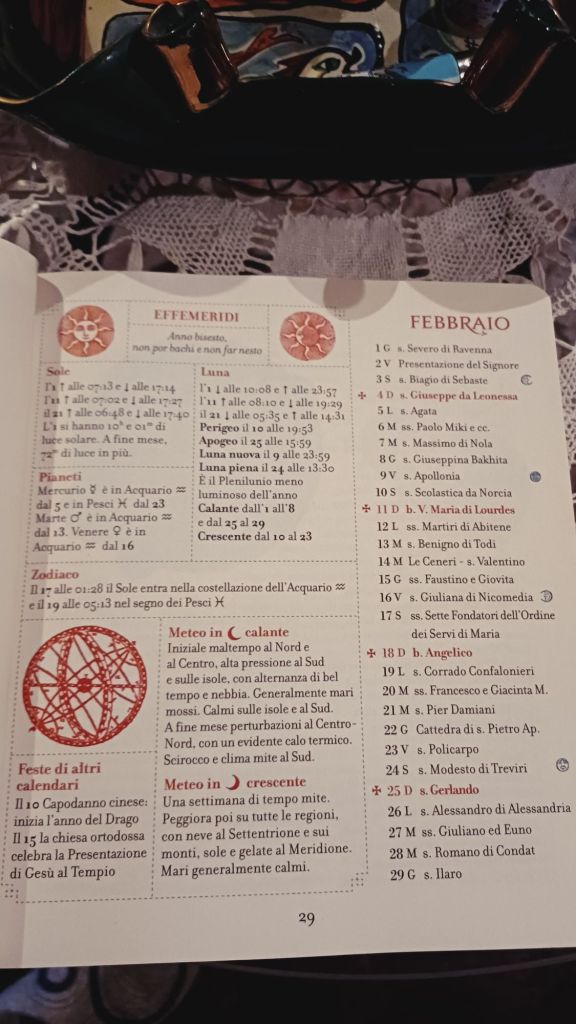 EFFEMERIDI
Anno bisesto,
non por bachi e non far nesto
Sole
l'1 ↑ alle 07:13 e ↓ alle 17:14
l'11 ↑ alle 07:02 e ↓ alle 17:27
il 21 ↑ alle 06:48 e ↓ alle 17:40
L'1 si hanno 10h e 01m di
luce solare. A fine mese,
72m di luce in più.
Pianeti
Mercurio ☿ è in Acquario ♒
dal 5 e in Pesci ♓ dal 23
Marte ♂ è in Acquario ♒
dal 13. Venere ♀ è in
Acquario ♒ dal 16
Luna
l'1 ↓ alle 10:08 e ↑ alle 23:57
l'11 ↑ alle 08:10 e ↓ alle 19:29
il 21 ↓ alle 05:35 e ↑ alle 14:31
Perigeo il 10 alle 19:53
Apogeo il 25 alle 15:59
Luna nuova il 9 alle 23:59
Luna piena il 24 alle 13:30
È il Plenilunio meno
luminoso dell'anno
Calante dall'1 all'8
e dal 25 al 29
Crescente dal 10 al 23
Zodiaco
Il 17 alle 01:28 il Sole entra nella costellazione dell'Acquario ♒
e il 19 alle 05:13 nel segno dei Pesci ♓
Meteo in ☾ calante
Iniziale maltempo al Nord e
al Centro, alta pressione al Sud
e sulle isole, con alternanza di bel
tempo e nebbia. Generalmente mari
mossi. Calmi sulle isole e al Sud.
A fine mese perturbazioni al Centro-
Nord, con un evidente calo termico.
Scirocco e clima mite al Sud.
Feste di altri
calendari
Il 10 Capodanno cinese:
inizia l'anno del Drago
Il 15 la chiesa ortodossa
celebra la Presentazione
di Gesù al Tempio
Meteo in ☽ crescente
Una settimana di tempo mite.
Peggiora poi su tutte le regioni,
con neve al Settentrione e sui
monti, sole e gelate al Meridione.
Mari generalmente calmi.
FEBBRAIO
1 G s. Severo di Ravenna
2 V Presentazione del Signore
3 S s. Biagio di Sebaste
✠ 4 D s. Giuseppe da Leonessa
5 L s. Agata
6 M ss. Paolo Miki e cc.
7 M s. Massimo di Nola
8 G s. Giuseppina Bakhita
9 V s. Apollonia
10 S s. Scolastica da Norcia
✠ 11 D b. V. Maria di Lourdes
12 L ss. Martiri di Abitene
13 M s. Benigno di Todi
14 M Le Ceneri - s. Valentino
15 G ss. Faustino e Giovita
16 V s. Giuliana di Nicomedia
17 S ss. Sette Fondatori dell'Ordine
dei Servi di Maria
✠ 18 D b. Angelico
19 L s. Corrado Confalonieri
20 M ss. Francesco e Giacinta M.
21 M s. Pier Damiani
22 G Cattedra di s. Pietro Ap.
23 V s. Policarpo
24 S s. Modesto di Treviri
✠ 25 D s. Gerlando
26 L s. Alessandro di Alessandria
27 M ss. Giuliano ed Euno
28 M s. Romano di Condat
29 G s. Ilaro
29